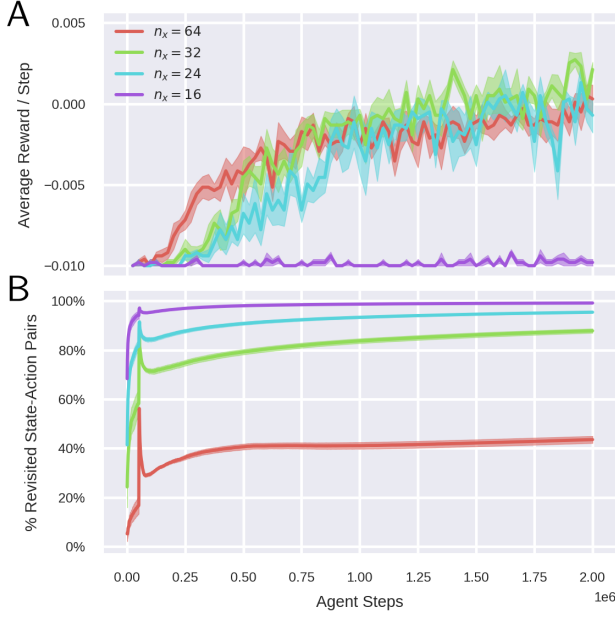 A
0.005
0.000
−0.005
−0.010
Average Reward / Step
n_x = 64
n_x = 32
n_x = 24
n_x = 16
B
100%
80%
60%
40%
20%
0%
% Revisited State-Action Pairs
0.00 0.25 0.50 0.75 1.00 1.25 1.50 1.75 2.00
1e6
Agent Steps